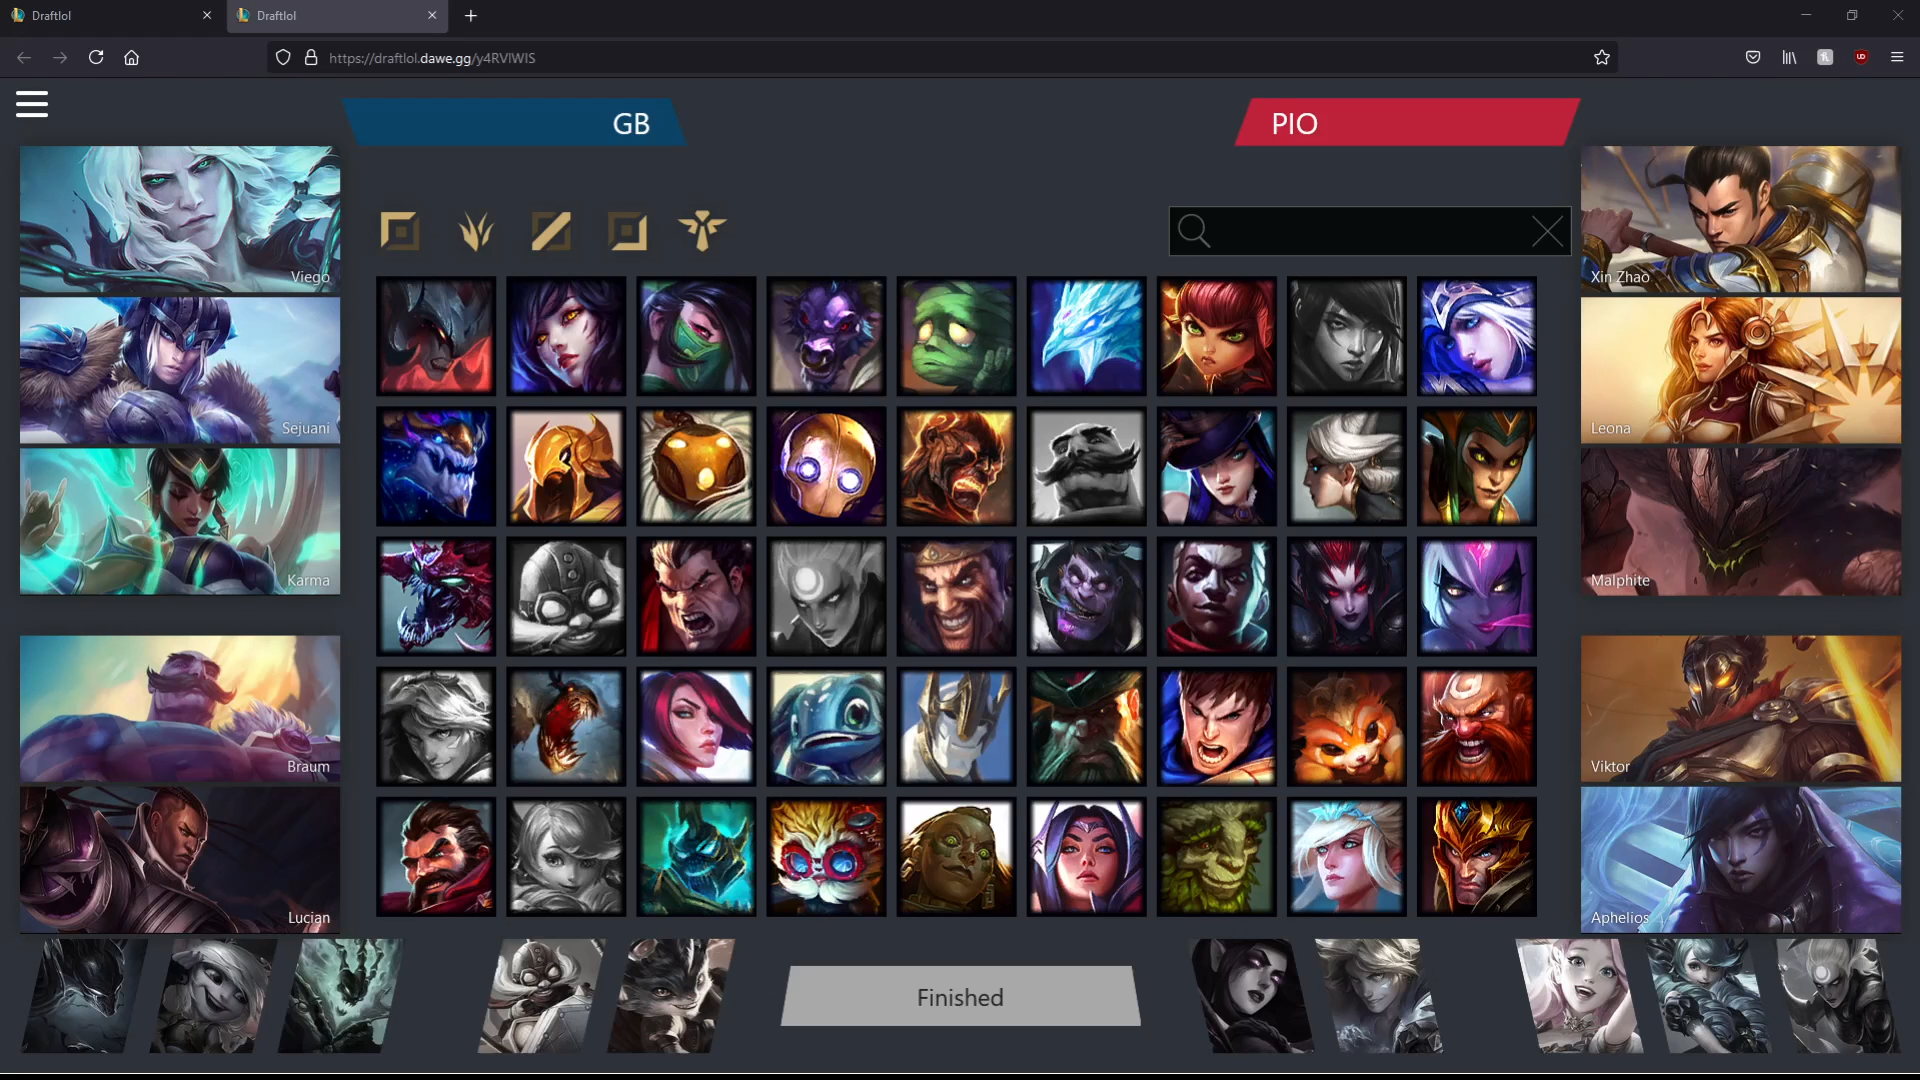 Draftlol
Draftlol
https://draftlol.dawe.gg/y4RVlWIS
GB
PIO
Viego
Xin Zhao
Sejuani
Leona
Karma
Malphite
Braum
Viktor
Lucian
Aphelios
Finished